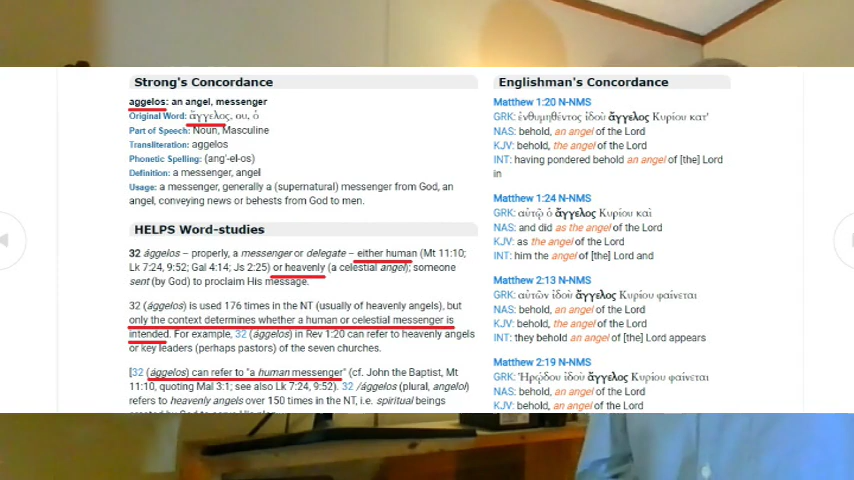 Strong's Concordance
aggelos: an angel, messenger
Original Word: ἄγγελος, ου, ὁ
Part of Speech: Noun, Masculine
Transliteration: aggelos
Phonetic Spelling: (ang'-el-os)
Definition: a messenger, angel
Usage: a messenger, generally a (supernatural) messenger from God, an
angel, conveying news or behests from God to men.
HELPS Word-studies
32 ággelos – properly, a messenger or delegate – either human (Mt 11:10;
Lk 7:24, 9:52; Gal 4:14; Js 2:25) or heavenly (a celestial angel); someone
sent (by God) to proclaim His message.
32 (ággelos) is used 176 times in the NT (usually of heavenly angels), but
only the context determines whether a human or celestial messenger is
intended. For example, 32 (ággelos) in Rev 1:20 can refer to heavenly angels
or key leaders (perhaps pastors) of the seven churches.
[32 (ággelos) can refer to "a human messenger" (cf. John the Baptist, Mt
11:10, quoting Mal 3:1; see also Lk 7:24, 9:52). 32 /ággelos (plural, angeloi)
refers to heavenly angels over 150 times in the NT, i.e. spiritual beings
Englishman's Concordance
Matthew 1:20 N-NMS
GRK: ἐνθυμηθέντος ἰδοὺ ἄγγελος Κυρίου κατ'
NAS: behold, an angel of the Lord
KJV: behold, the angel of the Lord
INT: having pondered behold an angel of [the] Lord
in
Matthew 1:24 N-NMS
GRK: αὐτῷ ὁ ἄγγελος Κυρίου καὶ
NAS: and did as the angel of the Lord
KJV: as the angel of the Lord
INT: him the angel of [the] Lord and
Matthew 2:13 N-NMS
GRK: αὐτῶν ἰδοὺ ἄγγελος Κυρίου φαίνεται
NAS: behold, an angel of the Lord
KJV: behold, the angel of the Lord
INT: they behold an angel of [the] Lord appears
Matthew 2:19 N-NMS
GRK: Ἡρῴδου ἰδοὺ ἄγγελος Κυρίου φαίνεται
NAS: behold, an angel of the Lord
KJV: behold, an angel of the Lord